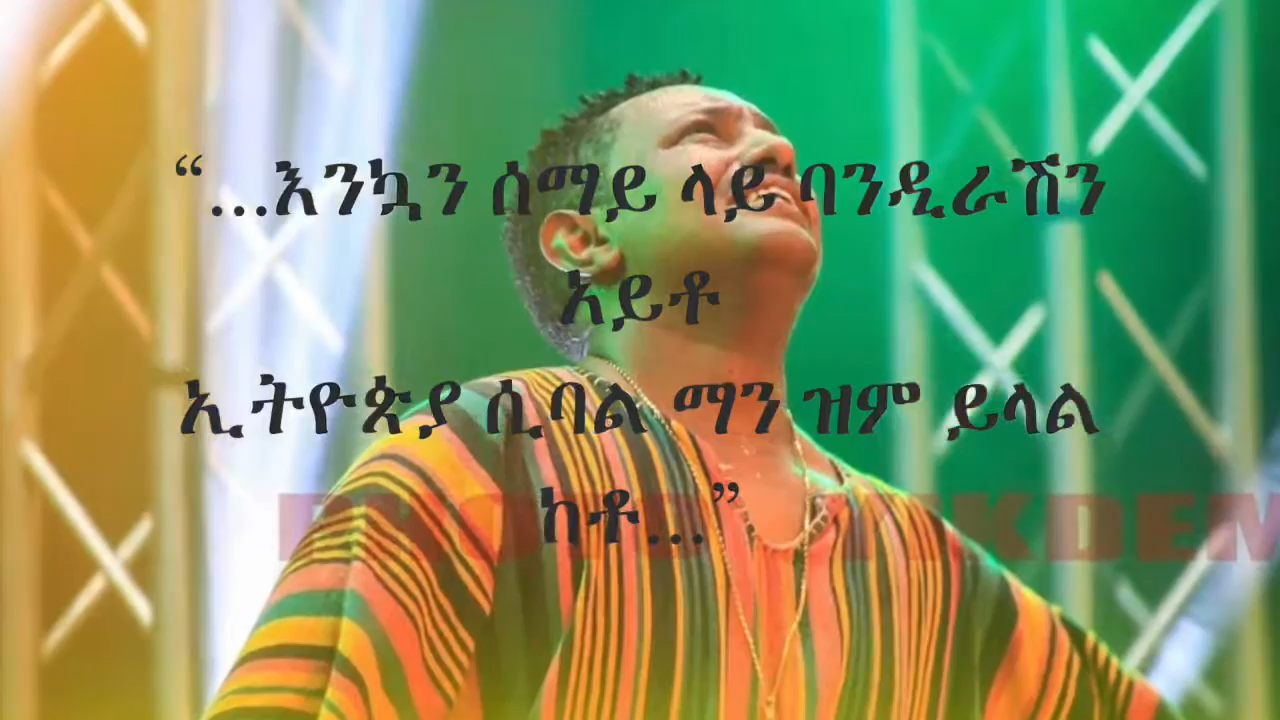 “...እንኳን ሰማይ ላይ ባንዲራሽን
አይቶ
ኢትዮጵያ ሲባል ማን ዝም ይላል
ከቶ...”